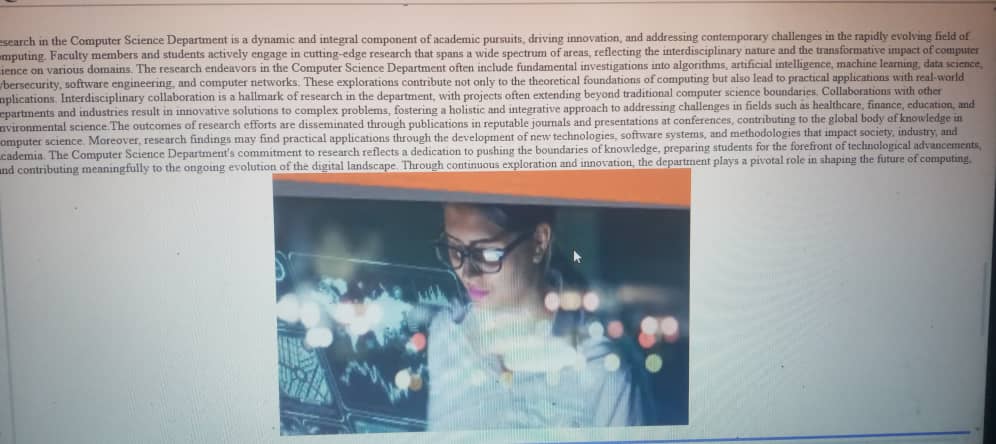 search in the Computer Science Department is a dynamic and integral component of academic pursuits, driving innovation, and addressing contemporary challenges in the rapidly evolving field of
mputing. Faculty members and students actively engage in cutting-edge research that spans a wide spectrum of areas, reflecting the interdisciplinary nature and the transformative impact of computer
ience on various domains. The research endeavors in the Computer Science Department often include fundamental investigations into algorithms, artificial intelligence, machine learning, data science,
bersecurity, software engineering, and computer networks. These explorations contribute not only to the theoretical foundations of computing but also lead to practical applications with real-world
mplications. Interdisciplinary collaboration is a hallmark of research in the department, with projects often extending beyond traditional computer science boundaries. Collaborations with other
epartments and industries result in innovative solutions to complex problems, fostering a holistic and integrative approach to addressing challenges in fields such as healthcare, finance, education, and
nvironmental science.The outcomes of research efforts are disseminated through publications in reputable journals and presentations at conferences, contributing to the global body of knowledge in
omputer science. Moreover, research findings may find practical applications through the development of new technologies, software systems, and methodologies that impact society, industry, and
cademia. The Computer Science Department's commitment to research reflects a dedication to pushing the boundaries of knowledge, preparing students for the forefront of technological advancements,
and contributing meaningfully to the ongoing evolution of the digital landscape. Through continuous exploration and innovation, the department plays a pivotal role in shaping the future of computing.